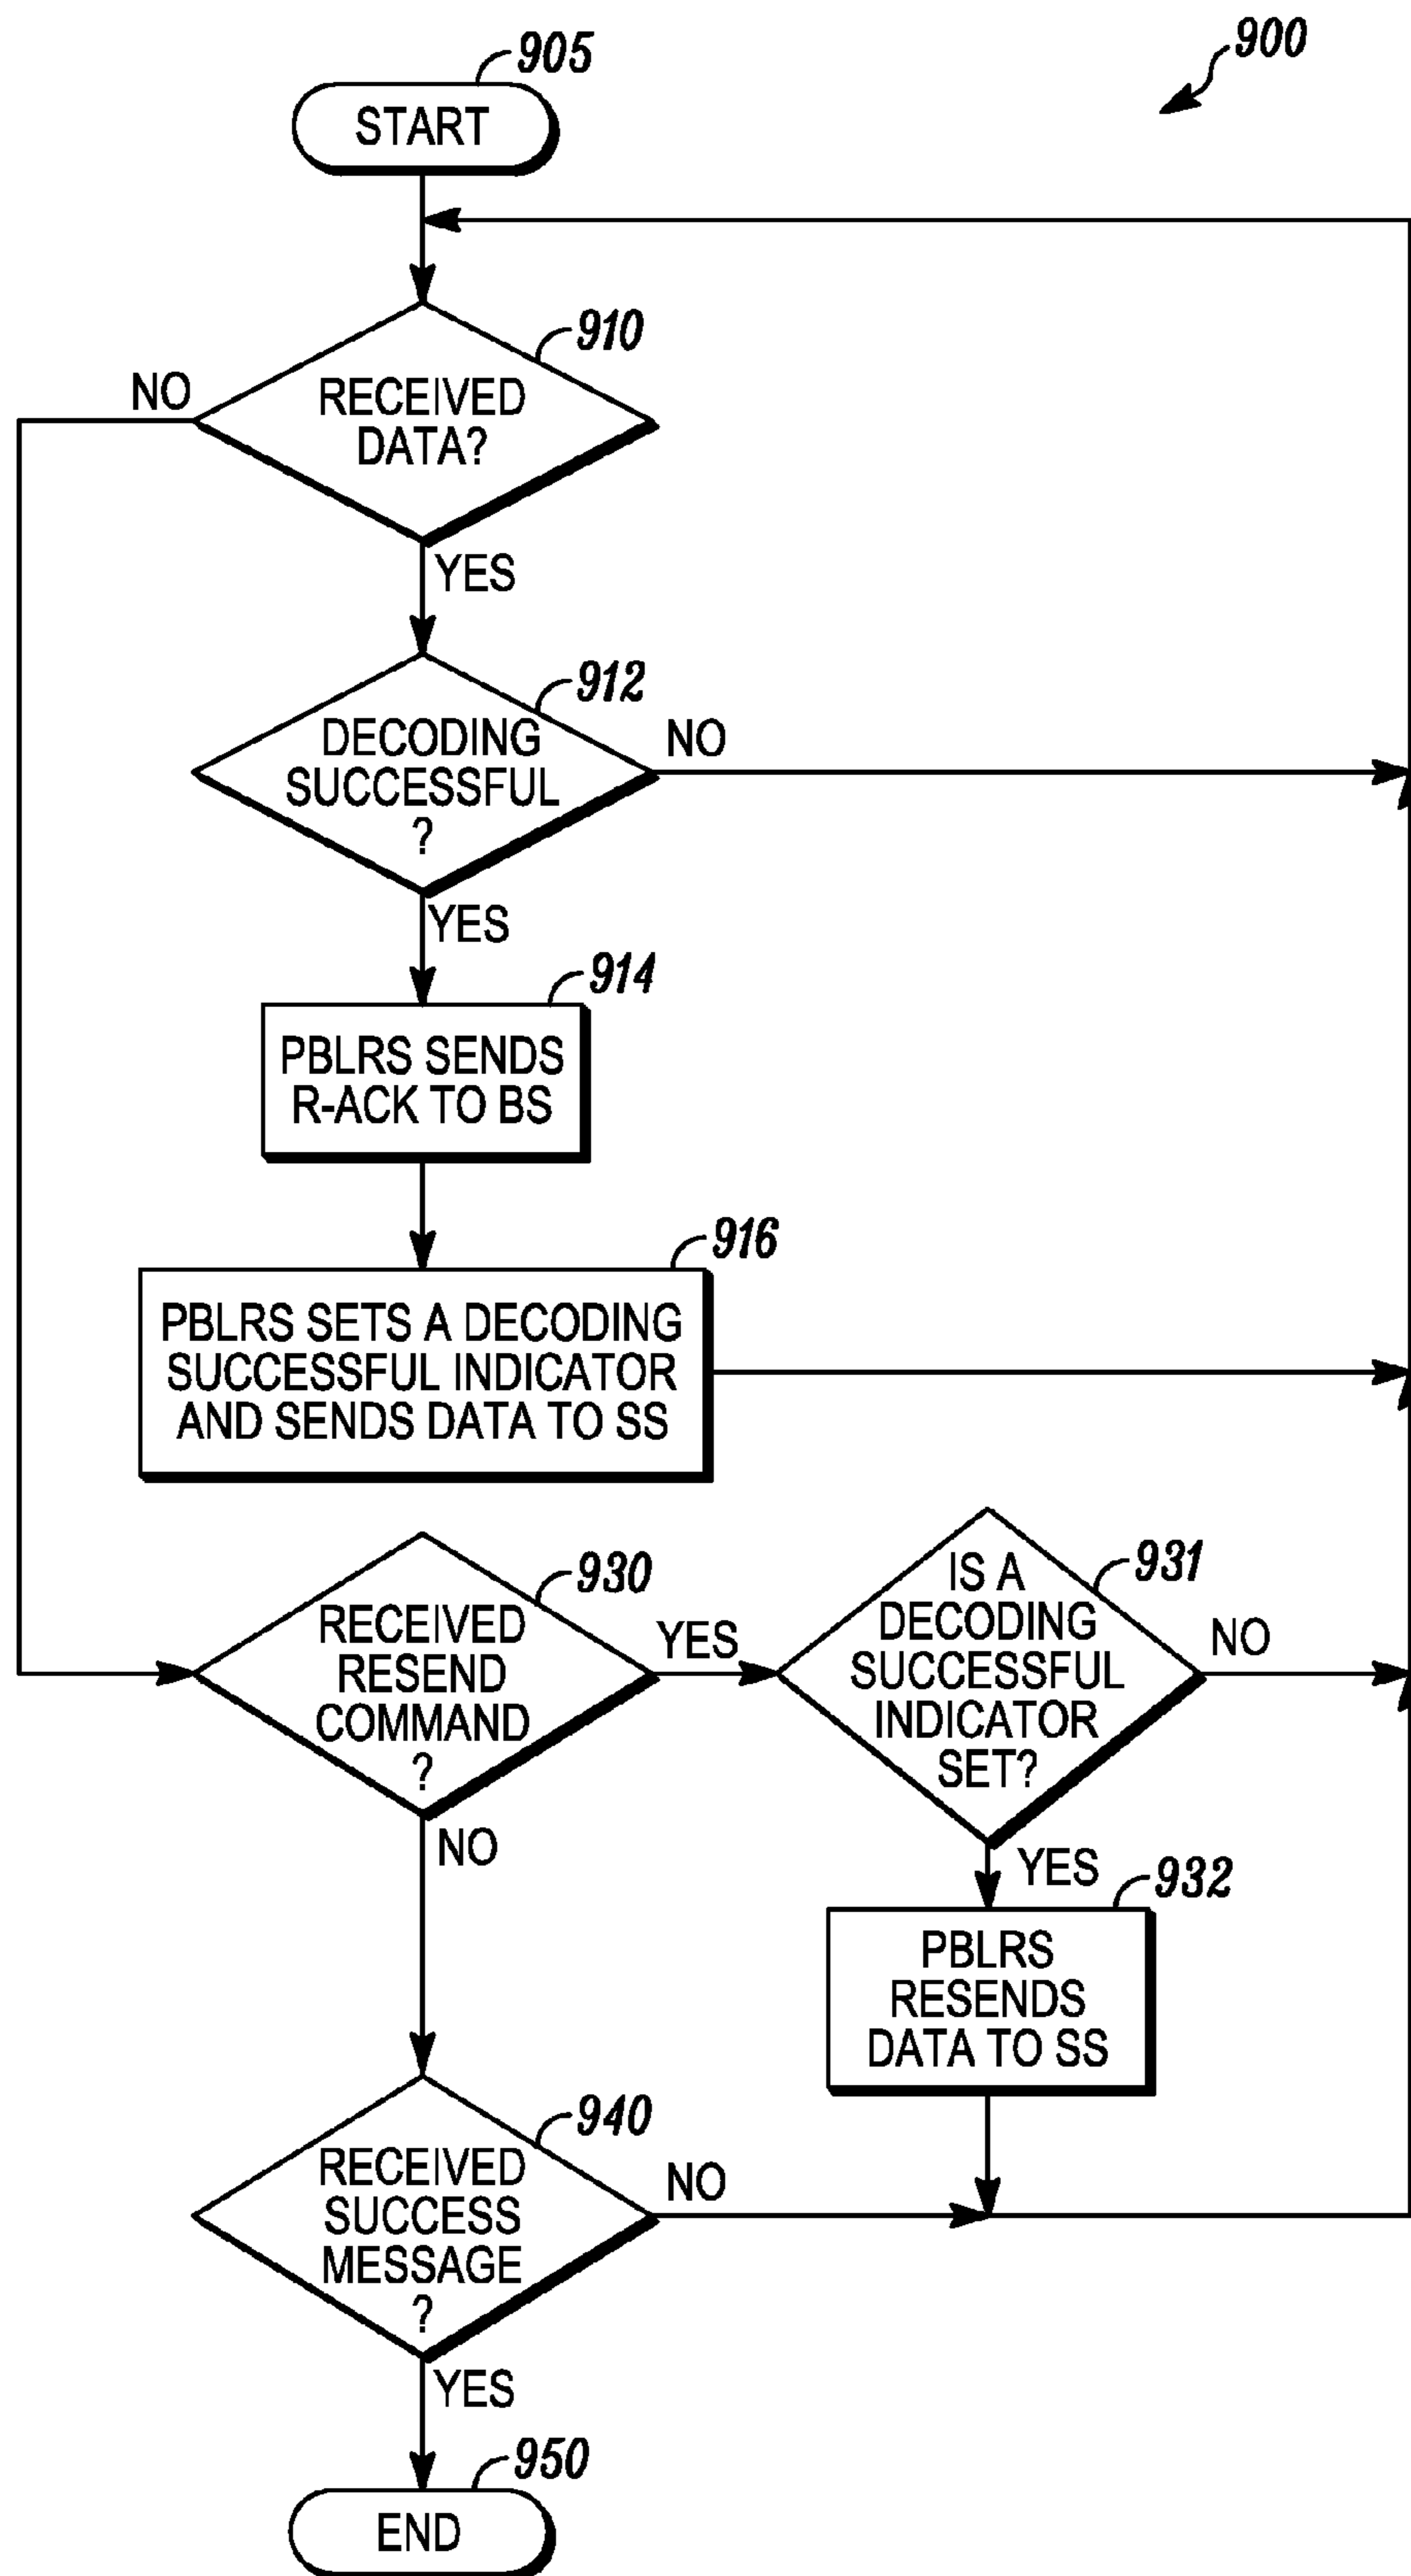 905
900
START
910
NO
RECEIVED
DATA?
YES
912
DECODING
SUCCESSFUL
?
NO
YES
914
PBLRS SENDS
R-ACK TO BS
916
PBLRS SETS A DECODING
SUCCESSFUL INDICATOR
AND SENDS DATA TO SS
930
RECEIVED
RESEND
COMMAND
?
YES
931
IS A
DECODING
SUCCESSFUL
INDICATOR
SET?
NO
NO
YES
932
PBLRS
RESENDS
DATA TO SS
940
RECEIVED
SUCCESS
MESSAGE
?
NO
YES
950
END